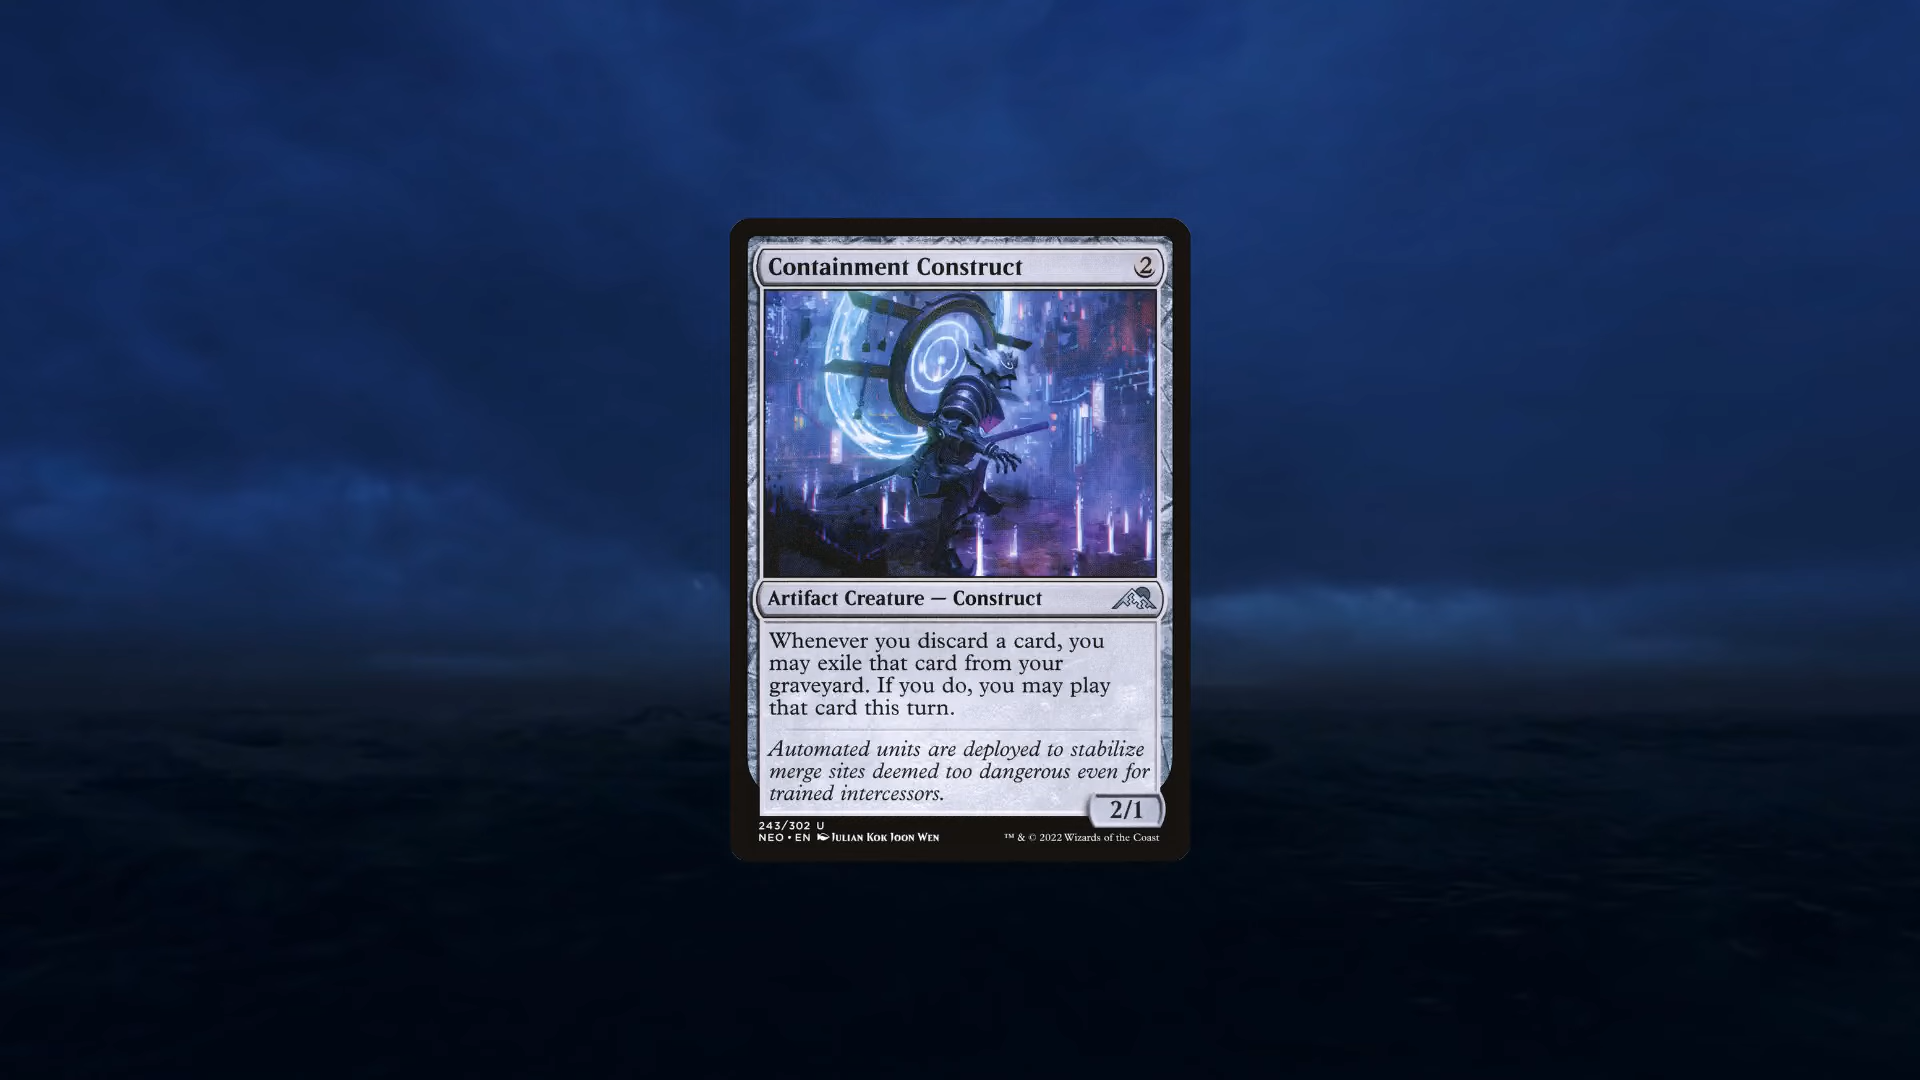 Containment Construct 2
Artifact Creature — Construct
Whenever you discard a card, you
may exile that card from your
graveyard. If you do, you may play
that card this turn.
Automated units are deployed to stabilize
merge sites deemed too dangerous even for
trained intercessors.
2/1
243/302 U
NEO • EN Julian Kok Joon Wen
™ & © 2022 Wizards of the Coast